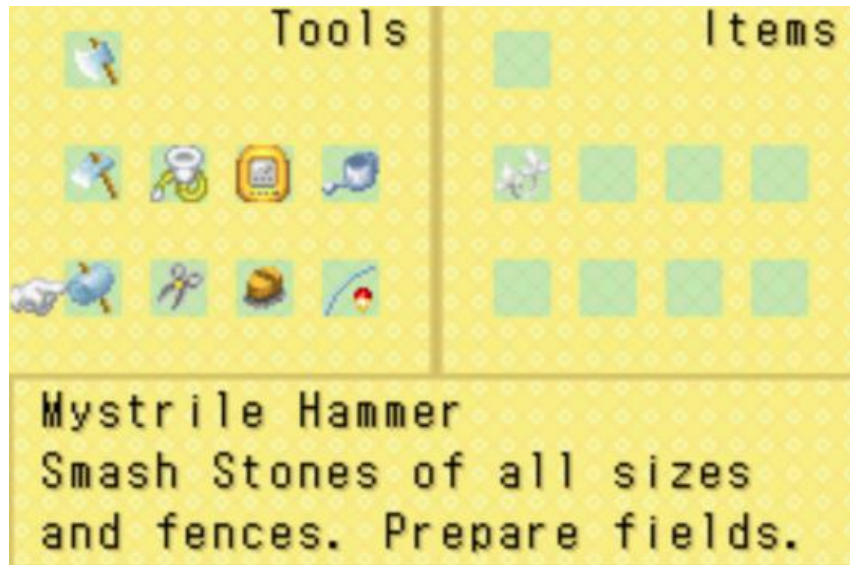 Tools
Items
Mystrile Hammer
Smash Stones of all sizes
and fences. Prepare fields.